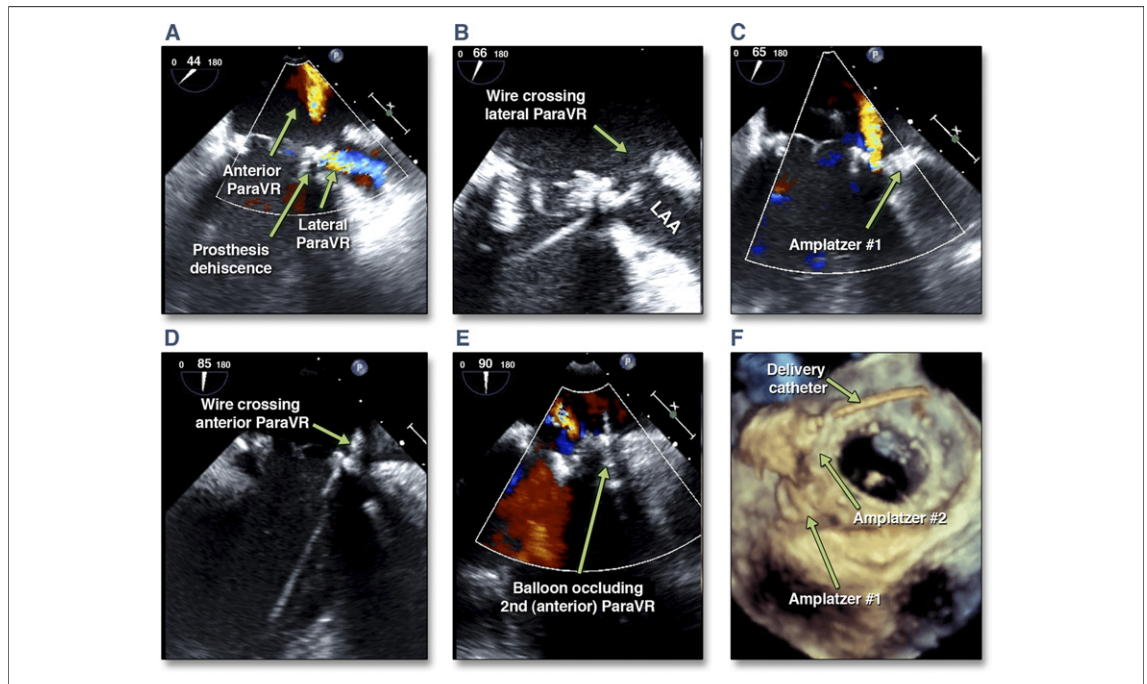 A
0 44 180
P
Anterior
ParaVR
Lateral
ParaVR
Prosthesis
dehiscence
B
0 66 180
Wire crossing
lateral ParaVR
LAA
C
0 65 180
P
Amplatzer #1
D
0 85 180
P
Wire crossing
anterior ParaVR
E
0 90 180
P
Balloon occluding
2nd (anterior) ParaVR
F
Delivery
catheter
Amplatzer #2
Amplatzer #1